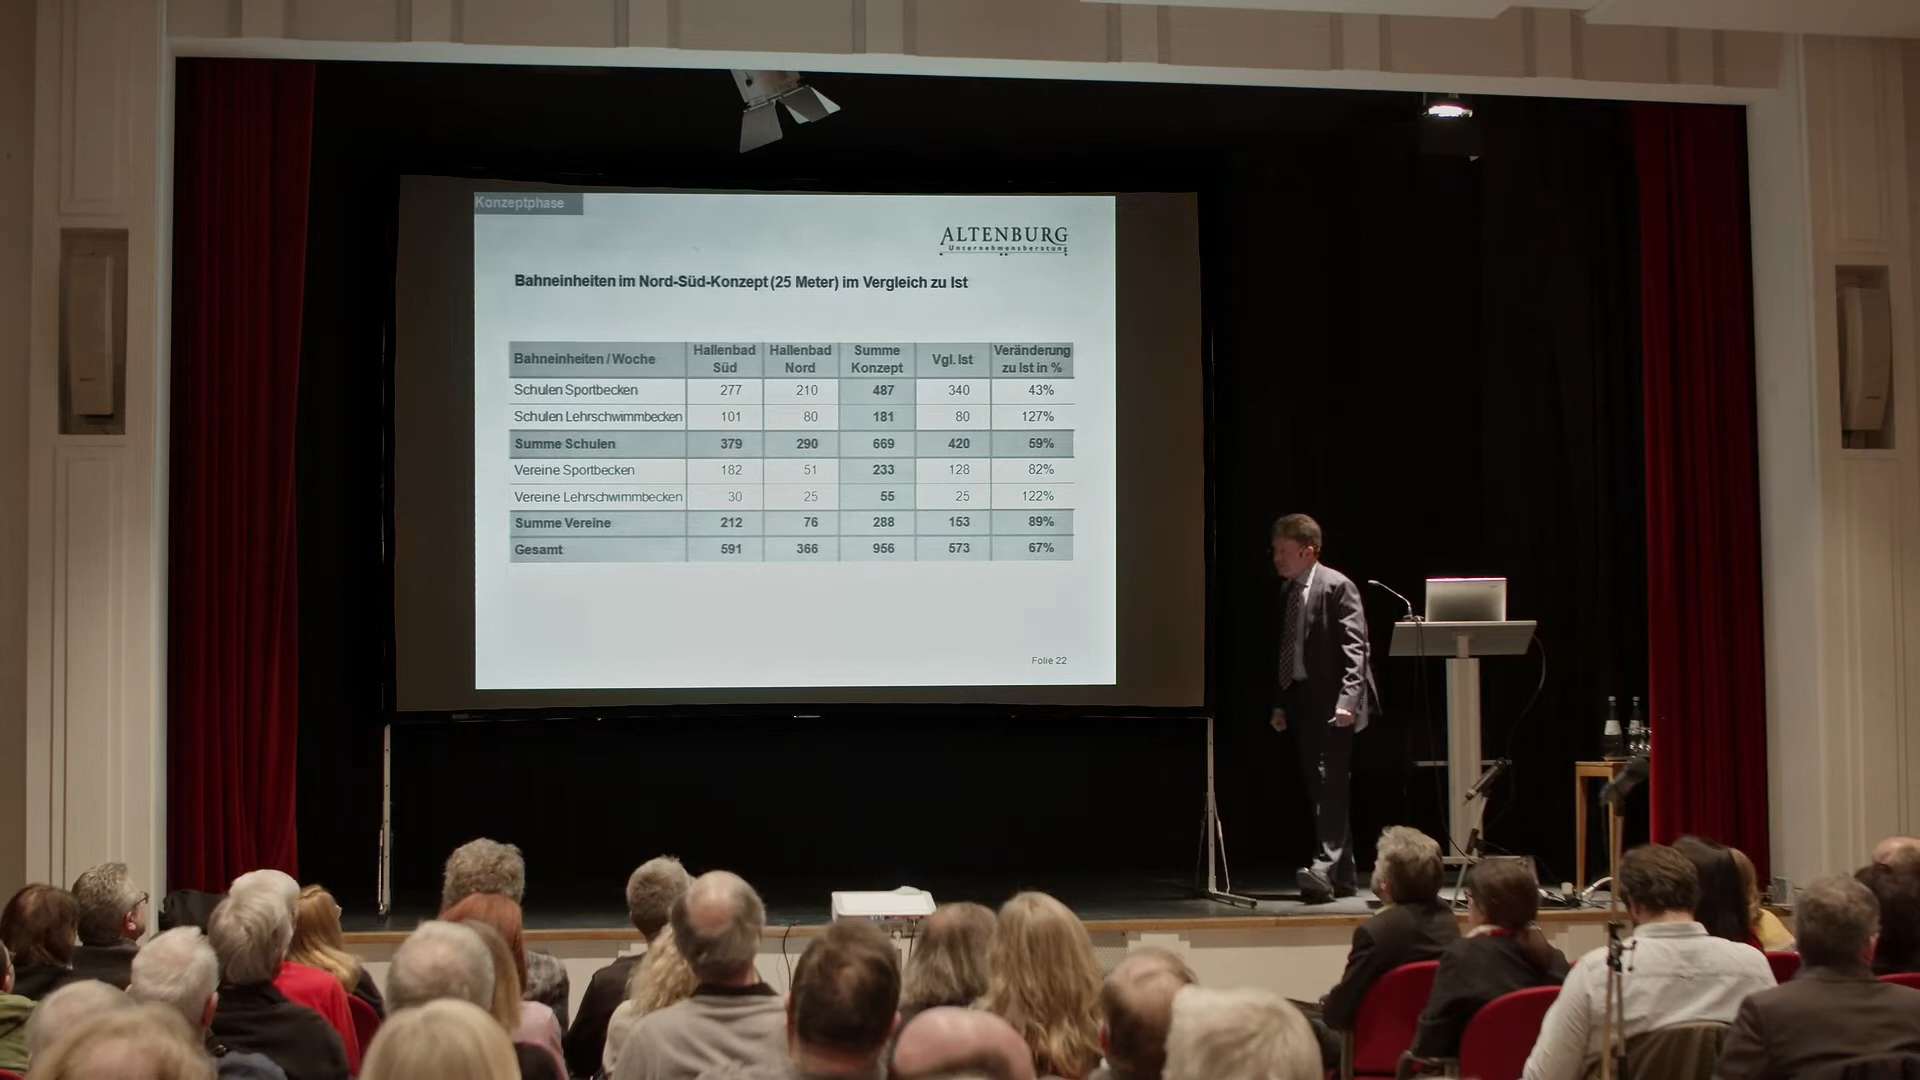 Konzeptphase
ALTENBURG
Unternehmensberatung
Bahneinheiten im Nord-Süd-Konzept (25 Meter) im Vergleich zu Ist
Bahneinheiten / Woche Hallenbad Süd Hallenbad Nord Summe Konzept Vgl. Ist Veränderung zu Ist in %
Schulen Sportbecken 277 210 487 340 43%
Schulen Lehrschwimmbecken 101 80 181 80 127%
Summe Schulen 379 290 669 420 59%
Vereine Sportbecken 182 51 233 128 82%
Vereine Lehrschwimmbecken 30 25 55 25 122%
Summe Vereine 212 76 288 153 89%
Gesamt 591 366 956 573 67%
Folie 22